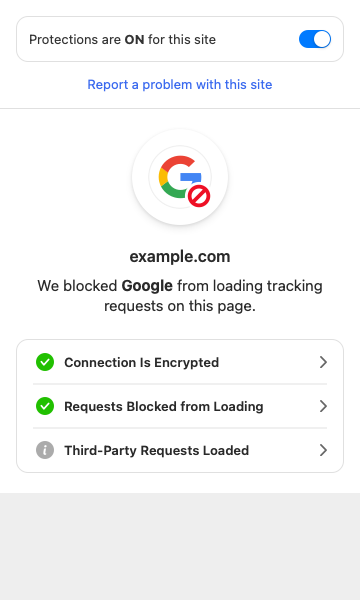 Protections are ON for this site
Report a problem with this site
example.com
We blocked Google from loading tracking
requests on this page.
Connection Is Encrypted
Requests Blocked from Loading
Third-Party Requests Loaded